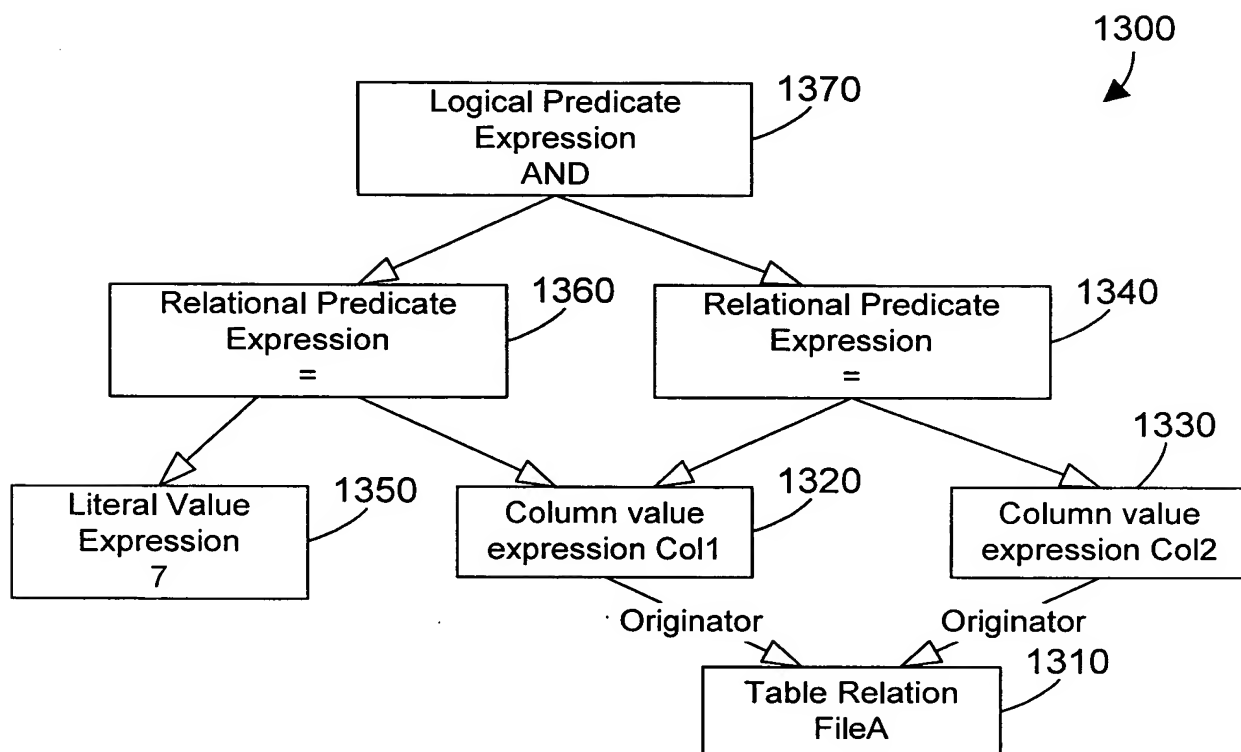 1300
Logical Predicate
Expression
AND
1370
Relational Predicate
Expression
=
1360
Relational Predicate
Expression
=
1340
Literal Value
Expression
7
1350
Column value
expression Col1
1320
Column value
expression Col2
1330
Originator
Originator
Table Relation
FileA
1310